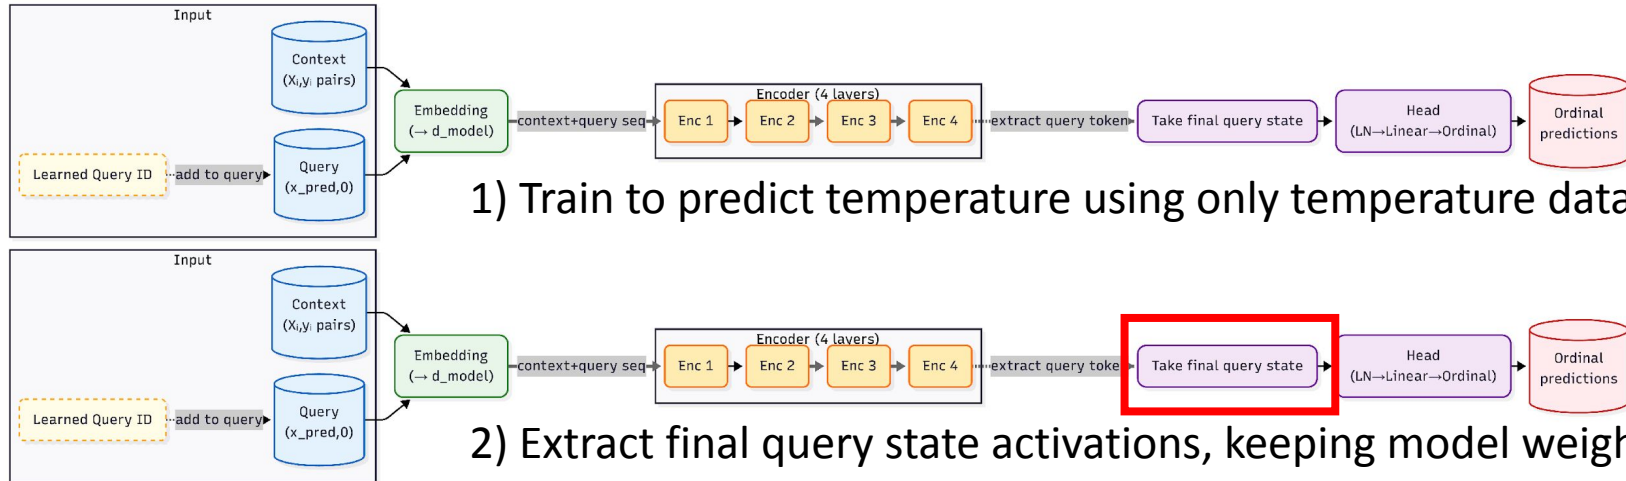 Input
Context
(Xᵢ,yᵢ pairs)
Learned Query ID
add to query
Query
(x_pred,0)
Embedding
(→ d_model)
context+query seq
Encoder (4 layers)
Enc 1
Enc 2
Enc 3
Enc 4
extract query token
Take final query state
Head
(LN→Linear→Ordinal)
Ordinal
predictions
1) Train to predict temperature using only temperature data
Input
Context
(Xᵢ,yᵢ pairs)
Learned Query ID
add to query
Query
(x_pred,0)
Embedding
(→ d_model)
context+query seq
Encoder (4 layers)
Enc 1
Enc 2
Enc 3
Enc 4
extract query token
Take final query state
Head
(LN→Linear→Ordinal)
Ordinal
predictions
2) Extract final query state activations, keeping model weigh